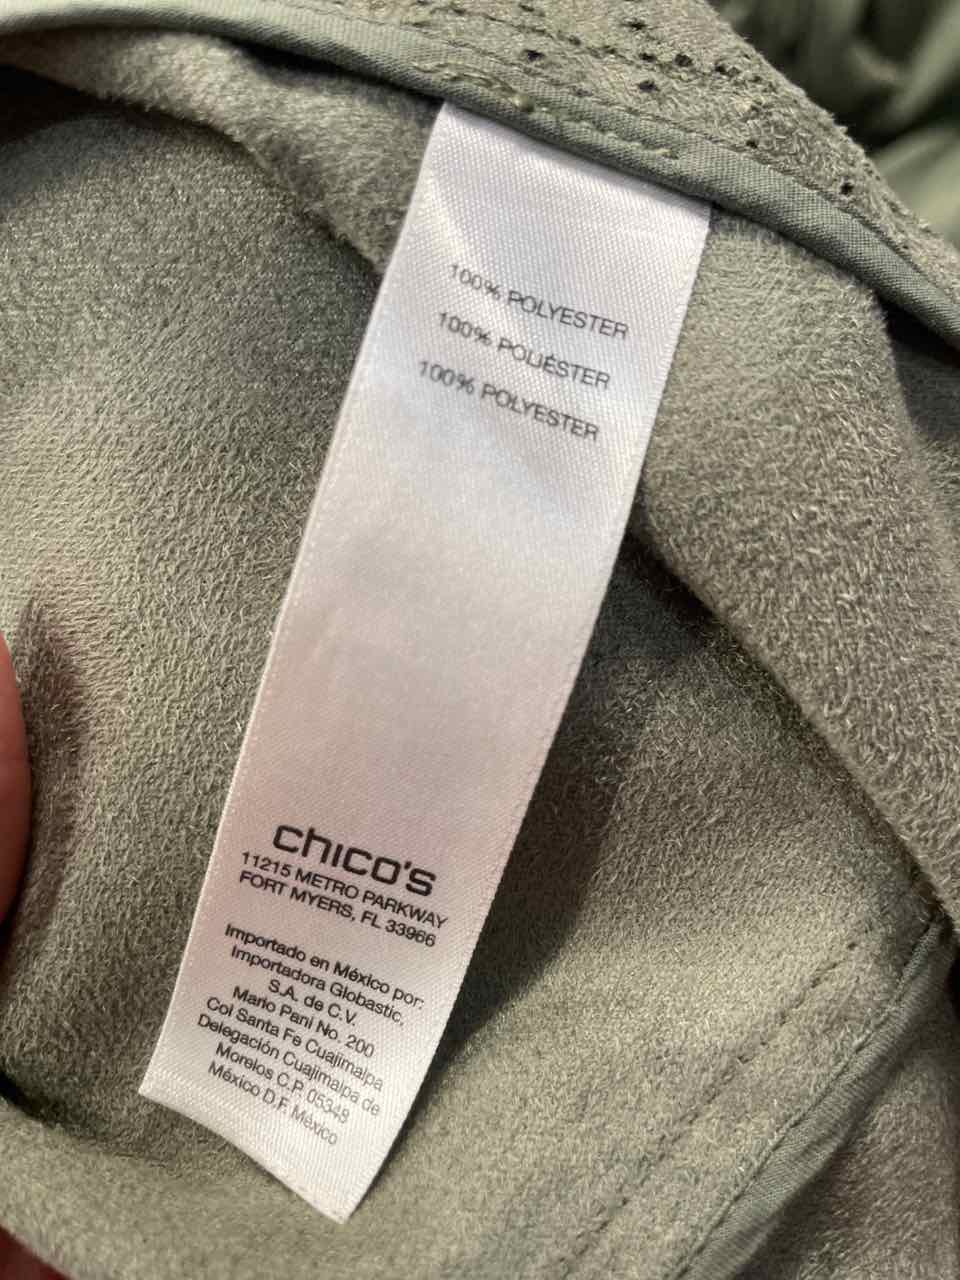 100% POLYESTER
100% POLIÉSTER
100% POLYESTER
chico's
11215 METRO PARKWAY
FORT MYERS, FL 33966
Importado en México por:
Importadora Globastic,
S.A. de C.V.
Mario Pani No. 200
Col Santa Fe Cuajimalpa
Delegación Cuajimalpa de
Morelos C.P. 05348
México D.F México